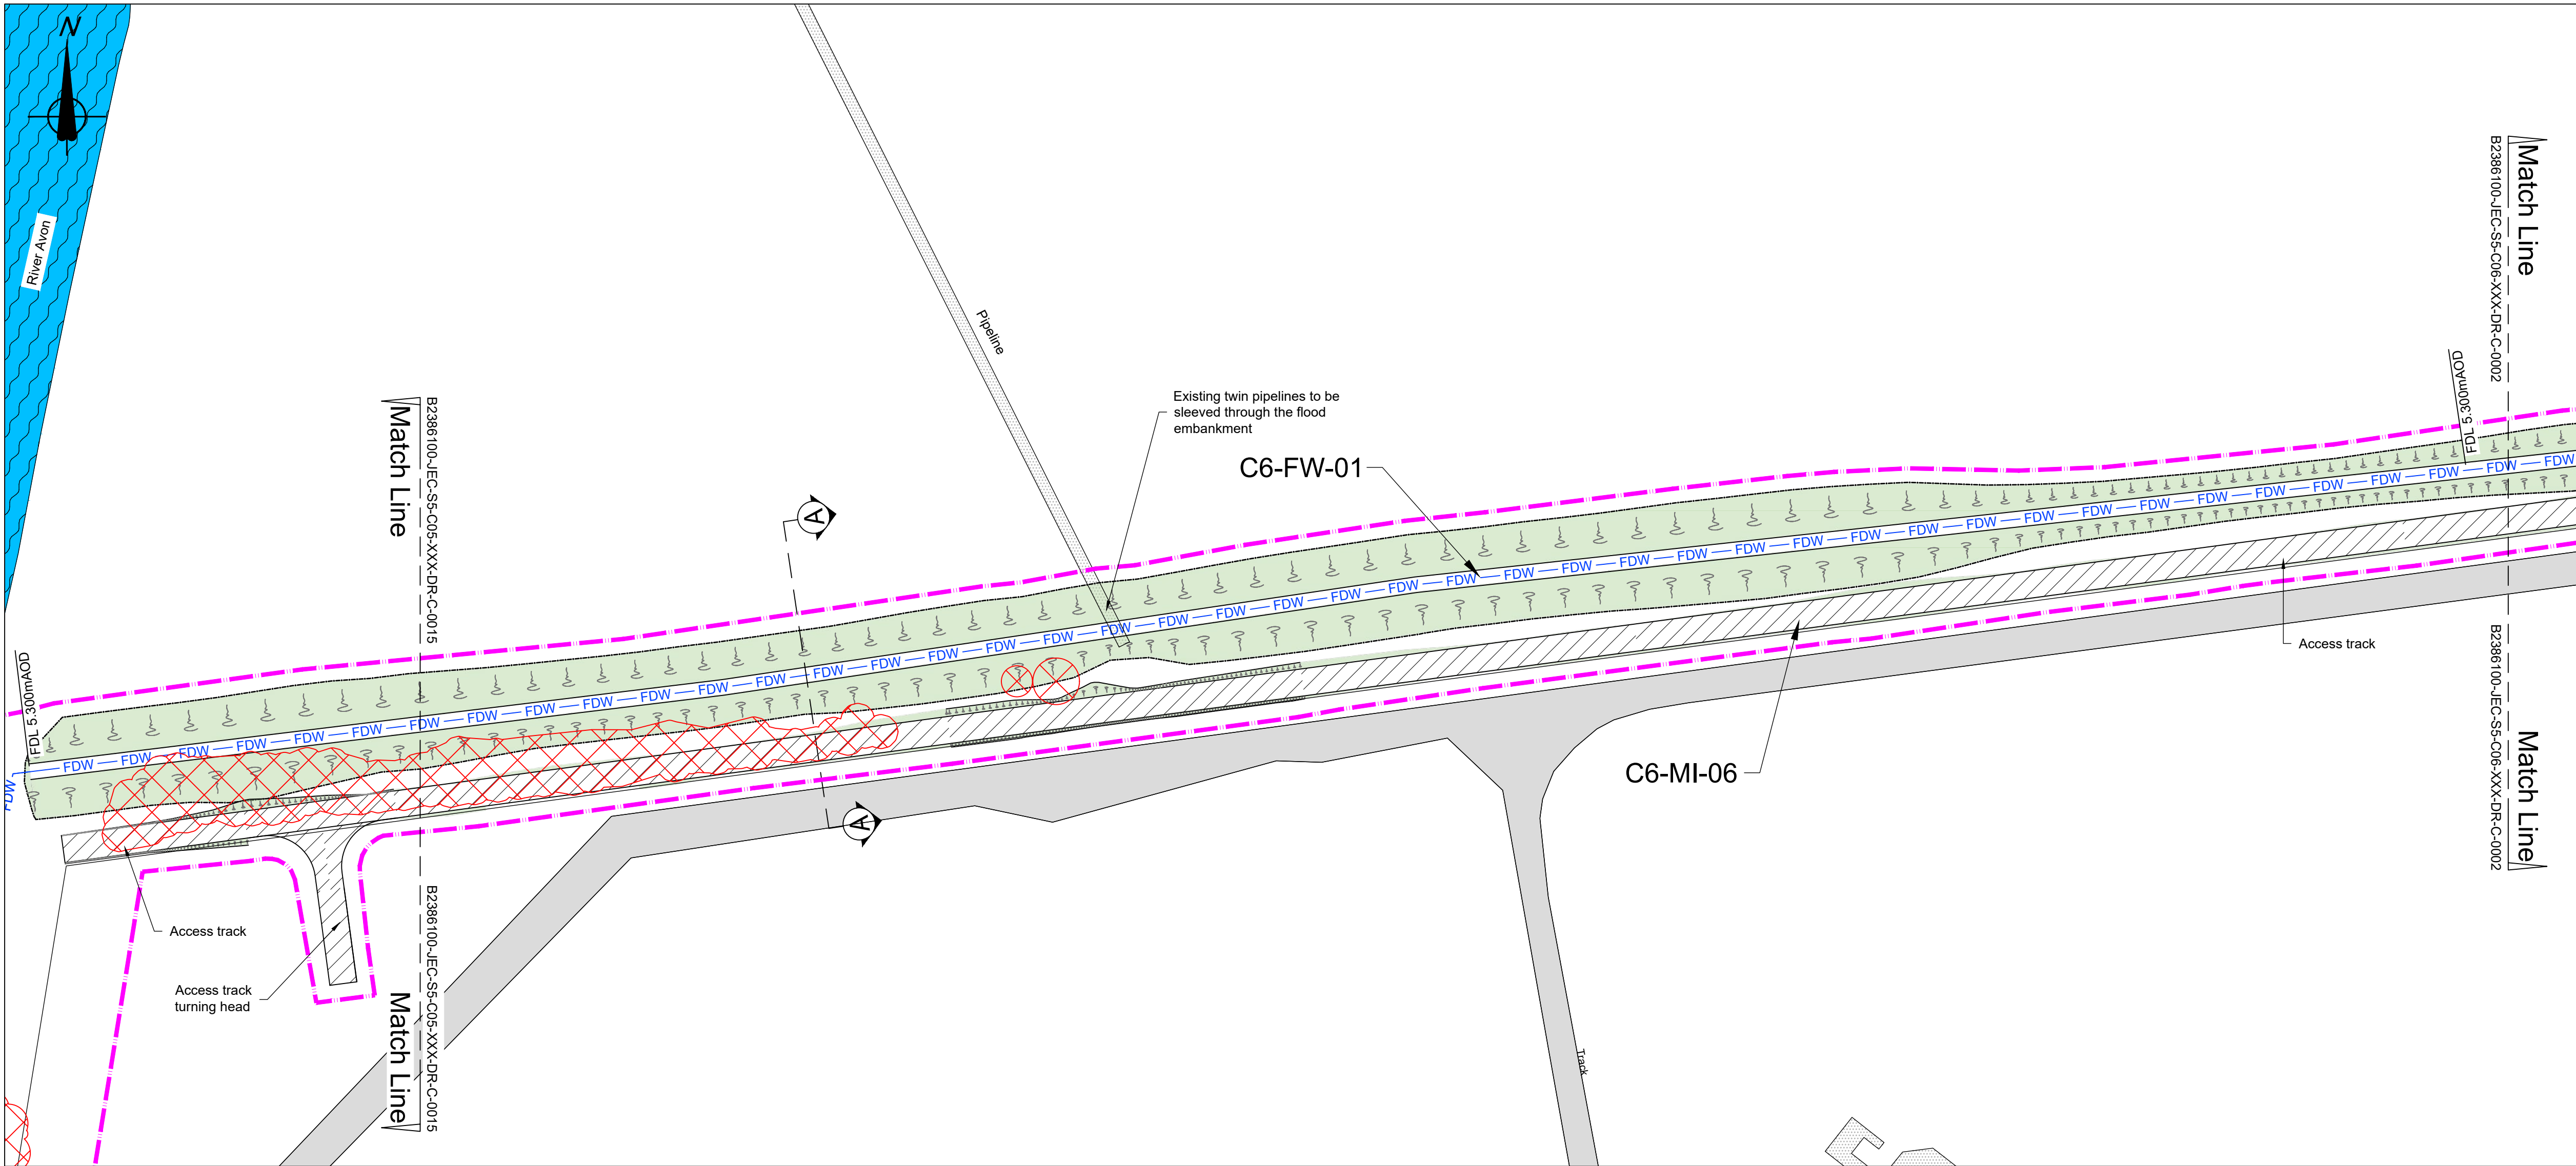 N
River Avon
Match Line
B2386100-JEC-S5-C05-XXX-DR-C-0015
Match Line
B2386100-JEC-S5-C05-XXX-DR-C-0015
Pipeline
Existing twin pipelines to be
sleeved through the flood
embankment
C6-FW-01
A
A
FDL 5.300mAOD
FDL 5.300mAOD
B2386100-JEC-S5-C06-XXX-DR-C-0002
Match Line
B2386100-JEC-S5-C06-XXX-DR-C-0002
Match Line
FDW FDW FDW FDW FDW FDW FDW FDW FDW FDW FDW FDW FDW FDW FDW FDW FDW FDW FDW FDW FDW FDW FDW FDW FDW FDW FDW FDW FDW FDW FDW FDW FDW FDW FDW FDW FDW FDW FDW FDW FDW FDW FDW FDW
FDW
Access track
C6-MI-06
Access track
Access track
turning head
Track